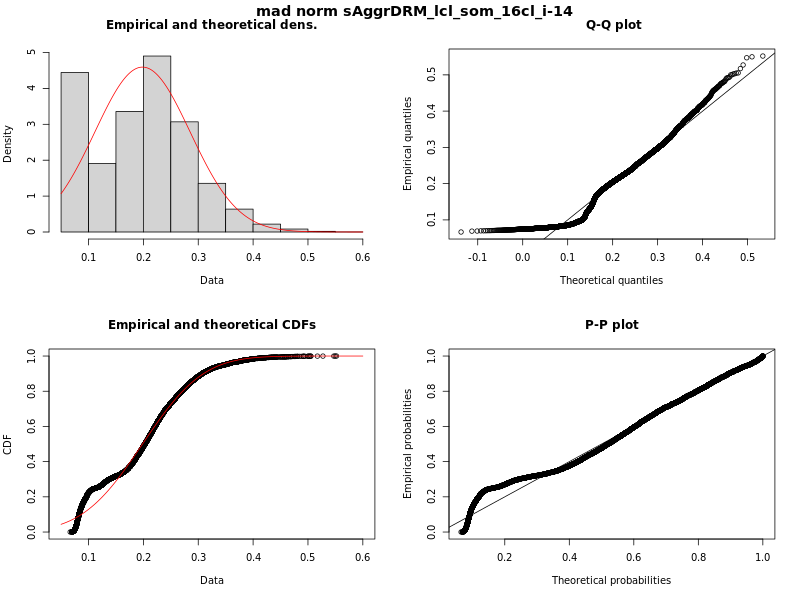 mad norm sAggrDRM_lcl_som_16cl_i-14
Empirical and theoretical dens.
Density
0 1 2 3 4 5
0.1 0.2 0.3 0.4 0.5 0.6
Data
Q-Q plot
Empirical quantiles
0.1 0.2 0.3 0.4 0.5
-0.1 0.0 0.1 0.2 0.3 0.4 0.5
Theoretical quantiles
Empirical and theoretical CDFs
CDF
0.0 0.2 0.4 0.6 0.8 1.0
0.1 0.2 0.3 0.4 0.5 0.6
Data
P-P plot
Empirical probabilities
0.0 0.2 0.4 0.6 0.8 1.0
0.2 0.4 0.6 0.8 1.0
Theoretical probabilities